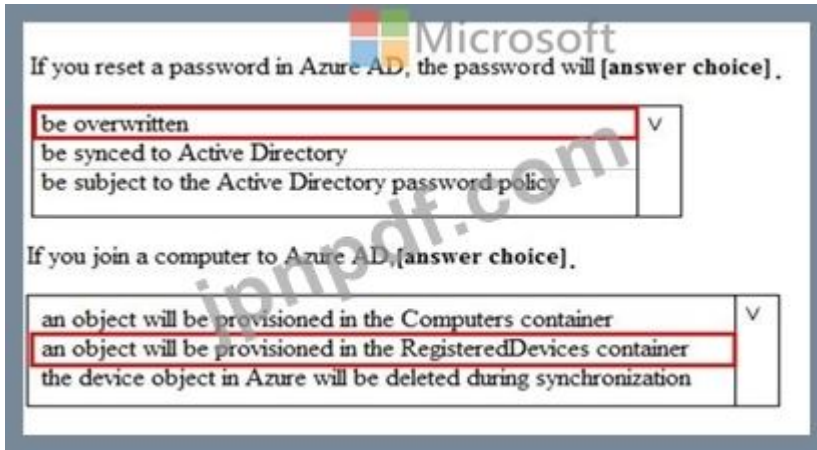 Microsoft
If you reset a password in Azure AD, the password will [answer choice].
be overwritten
be synced to Active Directory
be subject to the Active Directory password policy
If you join a computer to Azure AD,[answer choice].
an object will be provisioned in the Computers container
an object will be provisioned in the RegisteredDevices container
the device object in Azure will be deleted during synchronization
jpnpdf.com